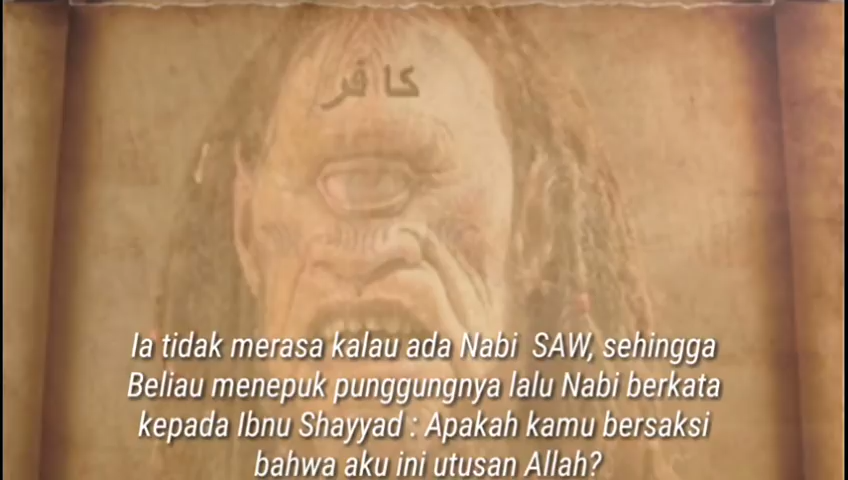 كافر
Ia tidak merasa kalau ada Nabi SAW, sehingga
Beliau menepuk punggungnya lalu Nabi berkata
kepada Ibnu Shayyad : Apakah kamu bersaksi
bahwa aku ini utusan Allah?